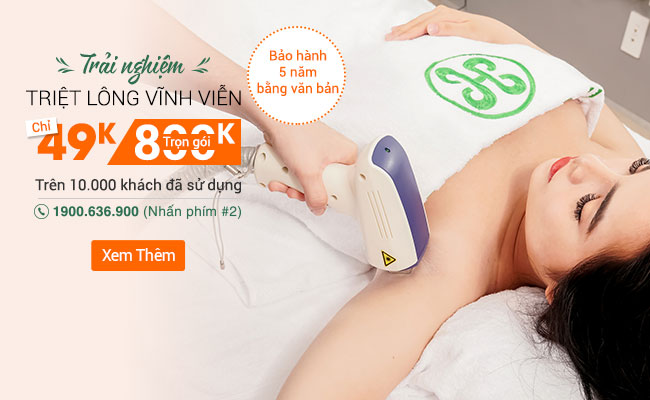 Trải nghiệm
TRIỆT LÔNG VĨNH VIỄN
Chỉ
49K/800K
Trọn gói
Trên 10.000 khách đã sử dụng
1900.636.900 (Nhấn phím #2)
Xem Thêm
Bảo hành
5 năm
bằng văn bản